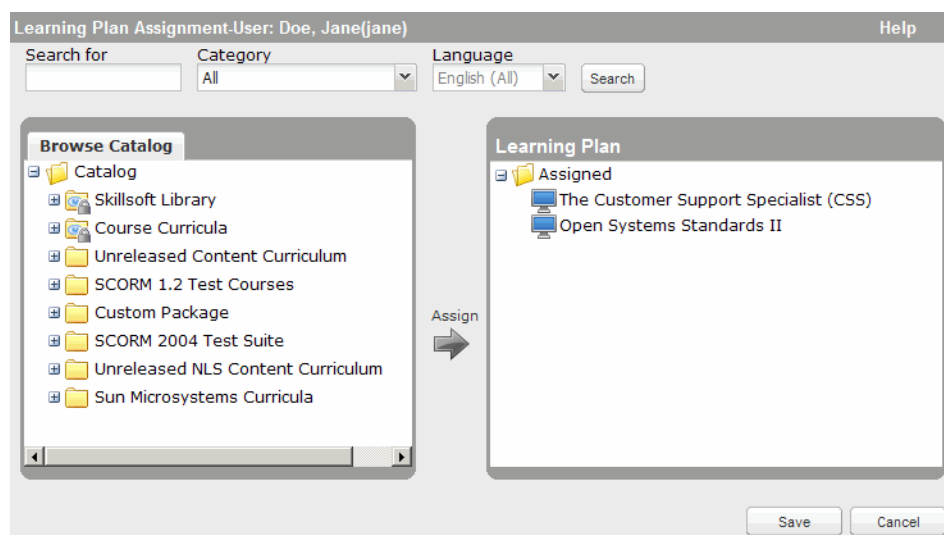 Learning Plan Assignment-User: Doe, Jane(jane) Help
Search for Category Language
All English (All) Search
Browse Catalog
Catalog
Skillsoft Library
Course Curricula
Unreleased Content Curriculum
SCORM 1.2 Test Courses
Custom Package
SCORM 2004 Test Suite
Unreleased NLS Content Curriculum
Sun Microsystems Curricula
Assign
Learning Plan
Assigned
The Customer Support Specialist (CSS)
Open Systems Standards II
Save Cancel